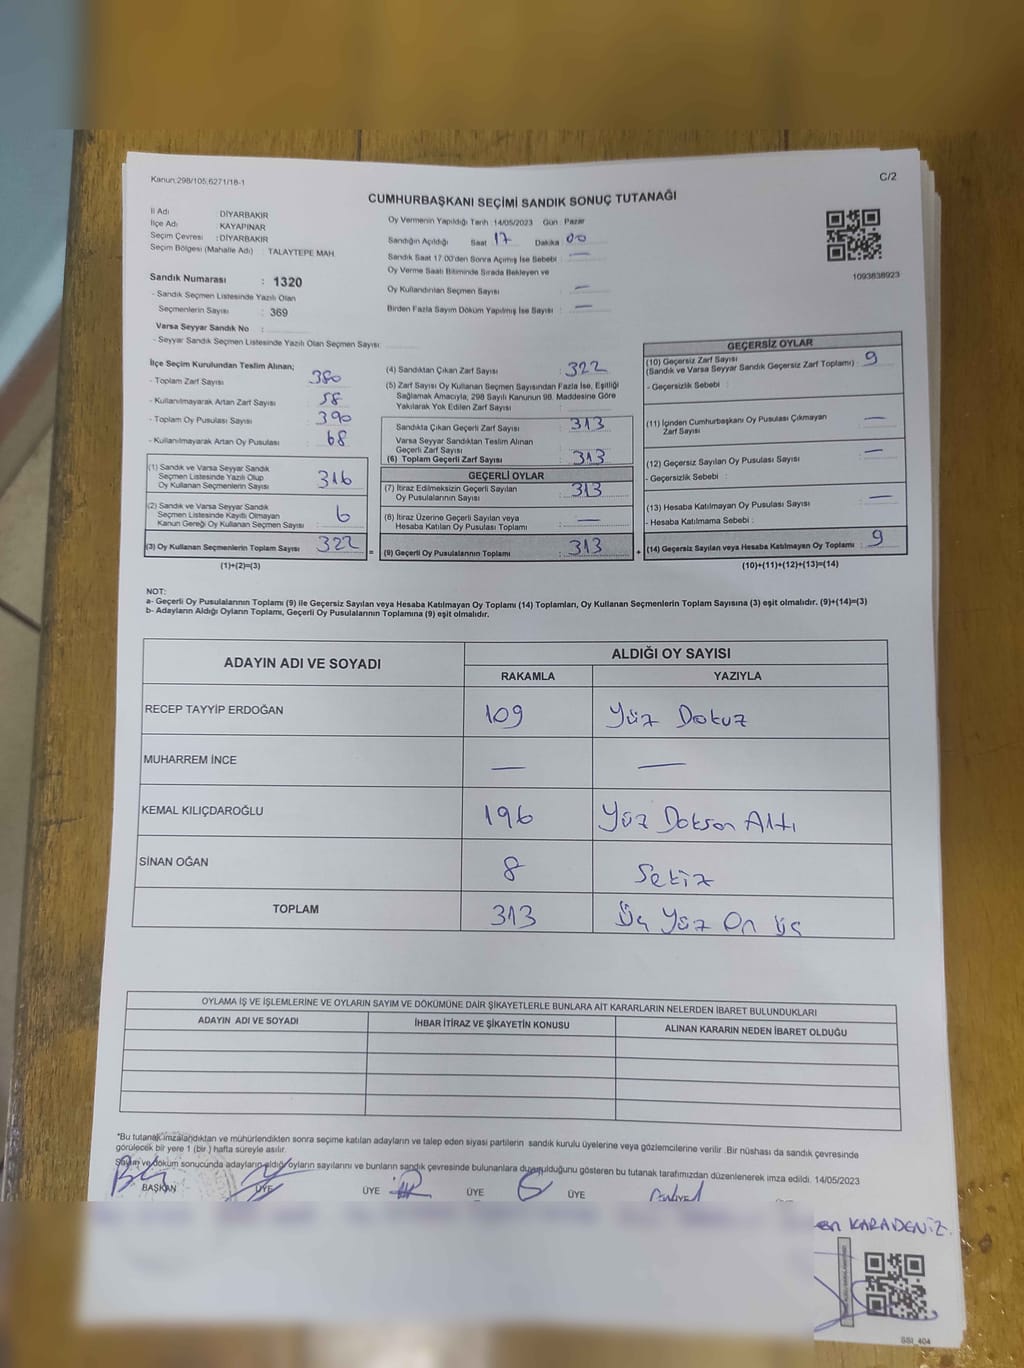 Kanun:298/105;6271/18-1
C/2
CUMHURBAŞKANI SEÇİMİ SANDIK SONUÇ TUTANAĞI
İl Adı : DİYARBAKIR
İlçe Adı : KAYAPINAR
Seçim Çevresi : DİYARBAKIR
Seçim Bölgesi (Mahalle Adı) : TALAYTEPE MAH.
Sandık Numarası : 1320
- Sandık Seçmen Listesinde Yazılı Olan
Seçmenlerin Sayısı : 369
Varsa Seyyar Sandık No :
- Seyyar Sandık Seçmen Listesinde Yazılı Olan Seçmen Sayısı:
Oy Vermenin Yapıldığı Tarih :14/05/2023 Gün : Pazar
Sandığın Açıldığı Saat 17 Dakika 00
Sandık Saat 17:00'den Sonra Açımış İse Sebebi : —
Oy Verme Saati Bitiminde Sırada Bekleyen ve
Oy Kullandırılan Seçmen Sayısı : —
Birden Fazla Sayım Döküm Yapılmış İse Sayısı : —
1093838923
İlçe Seçim Kurulundan Teslim Alınan;
- Toplam Zarf Sayısı : 380
- Kullanılmayarak Artan Zarf Sayısı : 58
- Toplam Oy Pusulası Sayısı : 390
- Kullanılmayarak Artan Oy Pusulası : 68
(1) Sandık ve Varsa Seyyar Sandık
Seçmen Listesinde Yazılı Olup
Oy Kullanan Seçmenlerin Sayısı : 316
(2) Sandık ve Varsa Seyyar Sandık
Seçmen Listesinde Kayıtlı Olmayan
Kanun Gereği Oy Kullanan Seçmen Sayısı : 6
(3) Oy Kullanan Seçmenlerin Toplam Sayısı : 322
(1)+(2)=(3)
=
(4) Sandıktan Çıkan Zarf Sayısı : 322
(5) Zarf Sayısı Oy Kullanan Seçmen Sayısından Fazla İse, Eşitliği
Sağlamak Amacıyla, 298 Sayılı Kanunun 98. Maddesine Göre
Yakılarak Yok Edilen Zarf Sayısı :
Sandıkta Çıkan Geçerli Zarf Sayısı : 313
Varsa Seyyar Sandıktan Teslim Alınan
Geçerli Zarf Sayısı :
(6) Toplam Geçerli Zarf Sayısı : 313
GEÇERLİ OYLAR
(7) İtiraz Edilmeksizin Geçerli Sayılan
Oy Pusulalarının Sayısı : 313
(8) İtiraz Üzerine Geçerli Sayılan veya
Hesaba Katılan Oy Pusulası Toplamı : —
(9) Geçerli Oy Pusulalarının Toplamı : 313
+
GEÇERSİZ OYLAR
(10) Geçersiz Zarf Sayısı
(Sandık ve Varsa Seyyar Sandık Geçersiz Zarf Toplamı) : 9
- Geçersizlik Sebebi :
(11) İçinden Cumhurbaşkanı Oy Pusulası Çıkmayan
Zarf Sayısı : —
(12) Geçersiz Sayılan Oy Pusulası Sayısı : —
- Geçersizlik Sebebi :
(13) Hesaba Katılmayan Oy Pusulası Sayısı : —
- Hesaba Katılmama Sebebi :
(14) Geçersiz Sayılan veya Hesaba Katılmayan Oy Toplamı : 9
(10)+(11)+(12)+(13)=(14)
NOT:
a- Geçerli Oy Pusulalarının Toplamı (9) ile Geçersiz Sayılan veya Hesaba Katılmayan Oy Toplamı (14) Toplamları, Oy Kullanan Seçmenlerin Toplam Sayısına (3) eşit olmalıdır. (9)+(14)=(3)
b- Adayların Aldığı Oyların Toplamı, Geçerli Oy Pusulalarının Toplamına (9) eşit olmalıdır.
ADAYIN ADI VE SOYADI
ALDIĞI OY SAYISI
RAKAMLA YAZIYLA
RECEP TAYYİP ERDOĞAN 109 Yüz Dokuz
MUHARREM İNCE — —
KEMAL KILIÇDAROĞLU 196 Yüz Doksan Altı
SİNAN OĞAN 8 Sekiz
TOPLAM 313 Üç Yüz On üç
OYLAMA İŞ VE İŞLEMLERİNE VE OYLARIN SAYIM VE DÖKÜMÜNE DAİR ŞİKAYETLERLE BUNLARA AİT KARARLARIN NELERDEN İBARET BULUNDUKLARI
ADAYIN ADI VE SOYADI İHBAR İTİRAZ VE ŞİKAYETİN KONUSU ALINAN KARARIN NEDEN İBARET OLDUĞU
*Bu tutanak imzalandıktan ve mühürlendikten sonra seçime katılan adayların ve talep eden siyasi partilerin sandık kurulu üyelerine veya gözlemcilerine verilir .Bir nüshası da sandık çevresinde
görülecek bir yere 1 (bir ) hafta süreyle asılır.
Sayım ve döküm sonucunda adayların aldığı oyların sayılarını ve bunların sandık çevresinde bulunanlara duyurulduğunu gösteren bu tutanak tarafımızdan düzenlenerek imza edildi. 14/05/2023
BAŞKAN ÜYE ÜYE ÜYE ÜYE
KARADENİZ
SSI_404